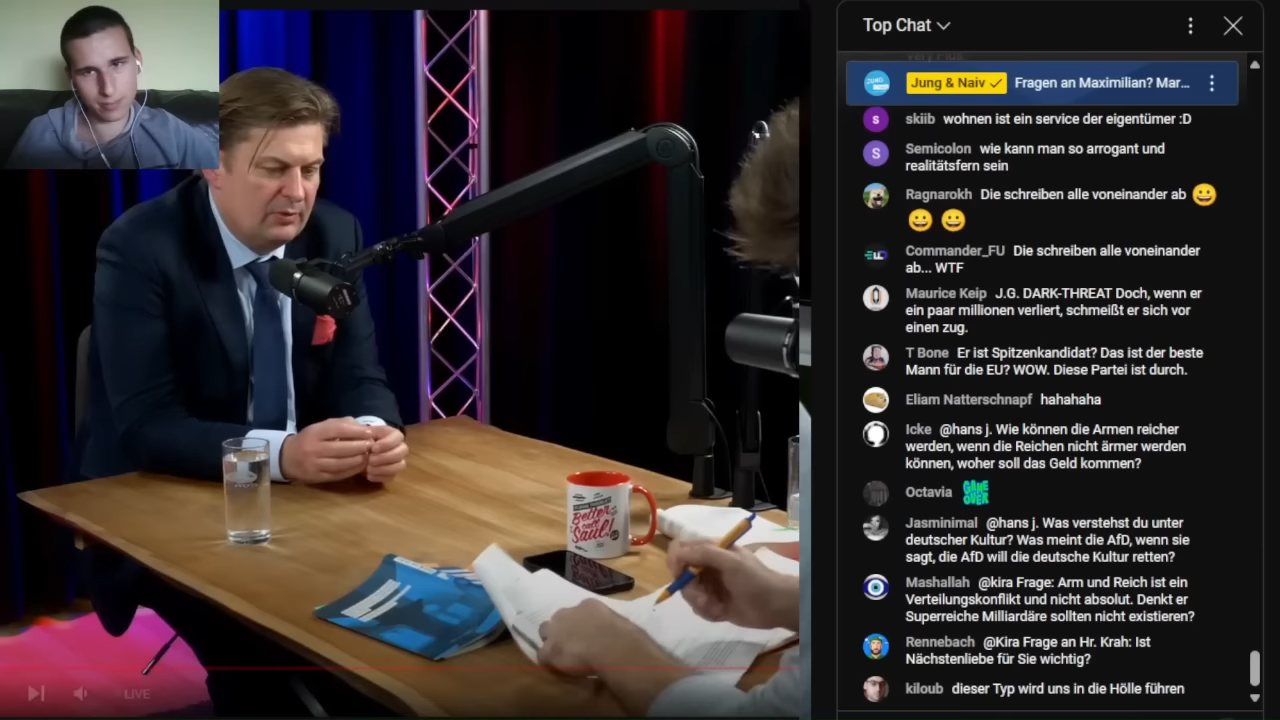 Top Chat
Jung & Naiv Fragen an Maximilian? Mar...
skiib wohnen ist ein service der eigentümer :D
Semicolon wie kann man so arrogant und
realitätsfern sein
Ragnarokh Die schreiben alle voneinander ab 😀
😀 😀
Commander_FU Die schreiben alle voneinander
ab... WTF
Maurice Keip J.G. DARK-THREAT Doch, wenn er
ein paar millionen verliert, schmeißt er sich vor
einen zug.
T Bone Er ist Spitzenkandidat? Das ist der beste
Mann für die EU? WOW. Diese Partei ist durch.
Eliam Natterschnapf hahahaha
Icke @hans j. Wie können die Armen reicher
werden, wenn die Reichen nicht ärmer werden
können, woher soll das Geld kommen?
Octavia GAME
OVER
Jasminimal @hans j. Was verstehst du unter
deutscher Kultur? Was meint die AfD, wenn sie
sagt, die AfD will die deutsche Kultur retten?
Mashallah @kira Frage: Arm und Reich ist ein
Verteilungskonflikt und nicht absolut. Denkt er
Superreiche Milliardäre sollten nicht existieren?
Rennebach @Kira Frage an Hr. Krah: Ist
Nächstenliebe für Sie wichtig?
kiloub dieser Typ wird uns in die Hölle führen
Better
call
Saul!
LIVE